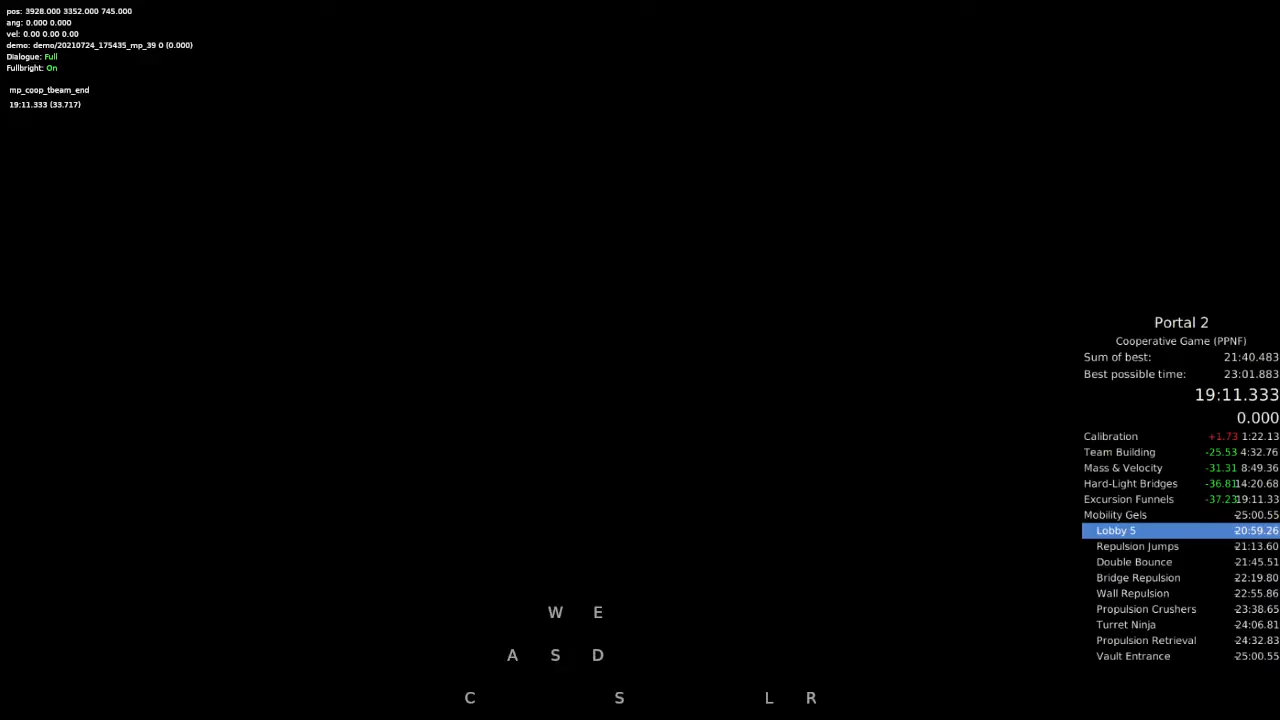 pos: 3928.000 3352.000 745.000
ang: 0.000 0.000
vel: 0.00 0.00 0.00
demo: demo/20210724_175435_mp_39 0 (0.000)
Dialogue: Full
Fullbright: On
mp_coop_tbeam_end
19:11.333 (33.717)
Portal 2
Cooperative Game (PPNF)
Sum of best: 21:40.483
Best possible time: 23:01.883
19:11.333
0.000
Calibration +1.73 1:22.13
Team Building -25.53 4:32.76
Mass & Velocity -31.31 8:49.36
Hard-Light Bridges -36.81 14:20.68
Excursion Funnels -37.23 19:11.33
Mobility Gels -25:00.55
Lobby 5 -20:59.26
Repulsion Jumps -21:13.60
Double Bounce -21:45.51
Bridge Repulsion -22:19.80
Wall Repulsion -22:55.86
Propulsion Crushers -23:38.65
Turret Ninja -24:06.81
Propulsion Retrieval -24:32.83
Vault Entrance -25:00.55
W E
A S D
C S L R